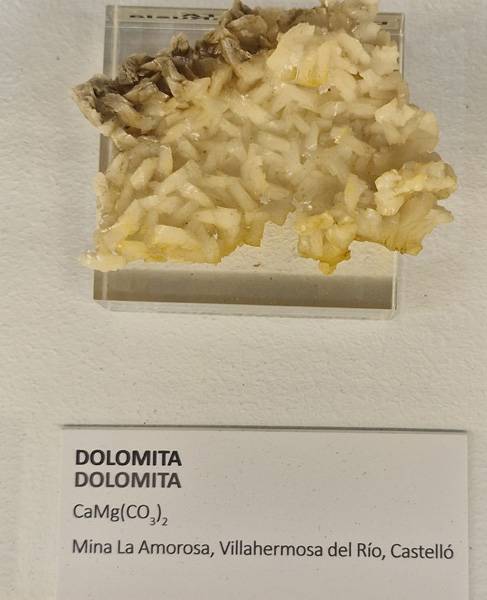 DOLOMITA
DOLOMITA
CaMg(CO₃)₂
Mina La Amorosa, Villahermosa del Río, Castelló